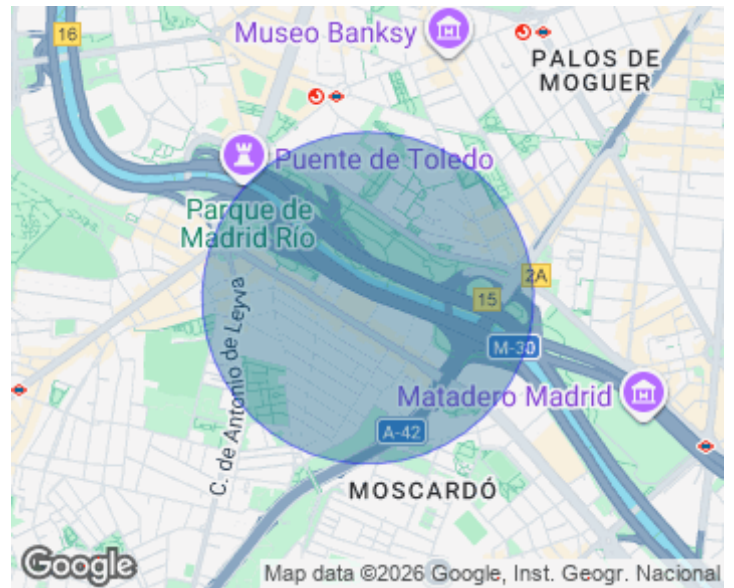 16
Museo Banksy
PALOS DE
MOGUER
Puente de Toledo
Parque de
Madrid Río
2A
15
C. de Antonio de Leyva
M-30
Matadero Madrid
A-42
MOSCARDÓ
Google
Map data ©2026 Google, Inst. Geogr. Nacional